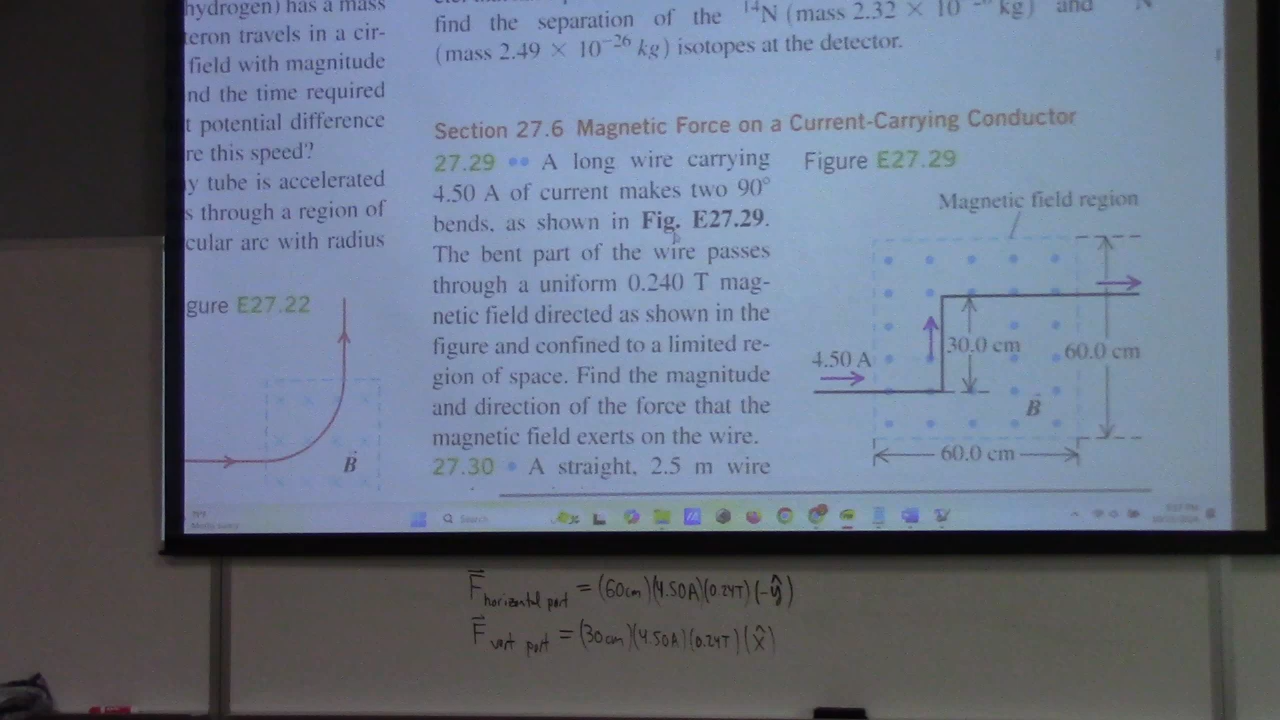 hydrogen) has a mass
teron travels in a cir-
field with magnitude
nd the time required
t potential difference
re this speed?
y tube is accelerated
s through a region of
cular arc with radius
gure E27.22
B
find the separation of the ¹⁴N (mass 2.32 × 10 kg) and N
(mass 2.49 × 10⁻²⁶ kg) isotopes at the detector.
Section 27.6 Magnetic Force on a Current-Carrying Conductor
27.29 •• A long wire carrying
4.50 A of current makes two 90°
bends, as shown in Fig. E27.29.
The bent part of the wire passes
through a uniform 0.240 T mag-
netic field directed as shown in the
figure and confined to a limited re-
gion of space. Find the magnitude
and direction of the force that the
magnetic field exerts on the wire.
27.30 • A straight, 2.5 m wire
Figure E27.29
Magnetic field region
4.50 A
30.0 cm
60.0 cm
B⃗
60.0 cm
Search
F⃗ horizontal part = (60cm)(4.50A)(0.24T)(-ŷ)
F⃗ vert part = (30cm)(4.50A)(0.24T)(x̂)